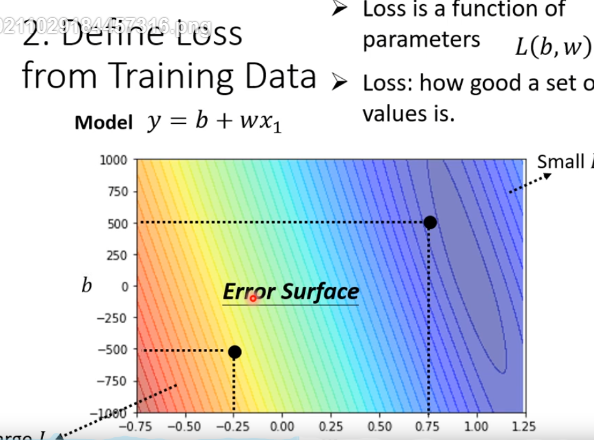 2. Define Loss
from Training Data
➢ Loss is a function of
parameters L(b, w)
➢ Loss: how good a set o
values is.
Model y = b + wx₁
Small
Error Surface
b
1000
750
500
250
0
−250
−500
−750
−1000
−0.75 −0.50 −0.25 0.00 0.25 0.50 0.75 1.00 1.25
L